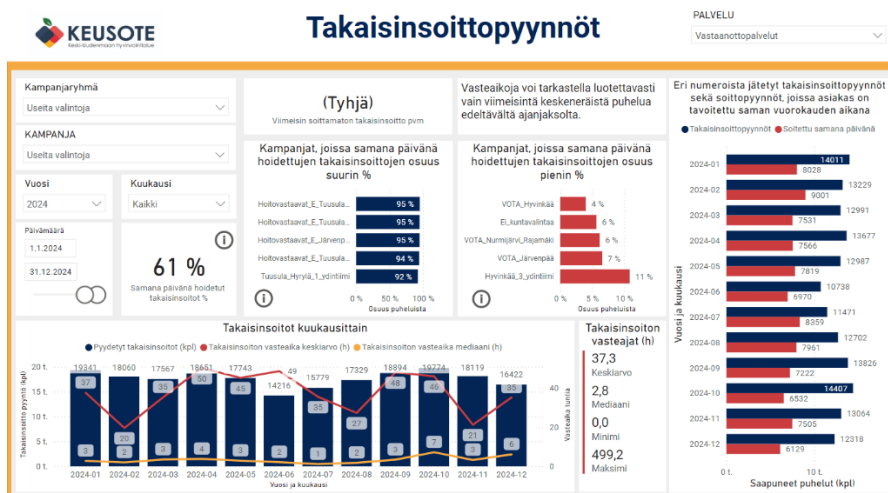 KEUSOTE
Keski-Uudenmaan hyvinvointialue
Takaisinsoittopyynnöt
PALVELU
Vastaanottopalvelut
Kampanjaryhmä
Useita valintoja
KAMPANJA
Useita valintoja
Vuosi
2024
Kuukausi
Kaikki
Päivämäärä
1.1.2024
31.12.2024
61 %
Samana päivänä hoidetut
takaisinsoitot %
(Tyhjä)
Viimeisin soittamaton takaisinsoitto pvm
Vasteaikoja voi tarkastella luotettavasti
vain viimeisintä keskeneräistä puhelua
edeltävältä ajanjaksolta.
Kampanjat, joissa samana päivänä
hoidettujen takaisinsoittojen osuus
suurin %
Hoitovastaavat_E_Tuusula... 95 %
Hoitovastaavat_E_Tuusula... 95 %
Hoitovastaavat_E_Järvenp... 95 %
Hoitovastaavat_E_Tuusula... 94 %
Tuusula_Hyrylä_1_ydintiimi 92 %
0 % 50 % 100 %
Osuus puheluista
Kampanjat, joissa samana päivänä
hoidettujen takaisinsoittojen osuus
pienin %
VOTA_Hyvinkää 4 %
Ei_kuntavalintaa 6 %
VOTA_Nurmijärvi_Rajamäki 6 %
VOTA_Järvenpää 7 %
Hyvinkää_3_ydintiimi 11 %
0 % 5 % 10 %
Osuus puheluista
Eri numeroista jätetyt takaisinsoittopyynnöt
sekä soittopyynnöt, joissa asiakas on
tavoitettu saman vuorokauden aikana
Takaisinsoittopyynnöt Soitettu samana päivänä
Vuosi ja kuukausi
2024-01 14011 8028
2024-02 13229 9001
2024-03 12991 7531
2024-04 13677 7566
2024-05 12987 7819
2024-06 10738 6970
2024-07 11471 8359
2024-08 12702 7961
2024-09 13826 7222
2024-10 14407 6532
2024-11 13064 7505
2024-12 12318 6129
0 t. 10 t.
Saapuneet puhelut (kpl)
Takaisinsoitot kuukausittain
Pyydetyt takaisinsoitot (kpl) Takaisinsoiton vasteaika keskiarvo (h) Takaisinsoiton vasteaika mediaani (h)
Takaisinsoitto pyyntö (kpl)
20 t. 15 t. 10 t. 5 t. 0 t.
19341 18060 17567 18651 17743 14216 15779 17329 18894 19774 18119 16422
37 20 35 50 45 49 35 27 48 46 21 35
3 2 3 4 3 2 1 2 3 7 3 6
40 20 0
Vasteaika tuntia
2024-01 2024-02 2024-03 2024-04 2024-05 2024-06 2024-07 2024-08 2024-09 2024-10 2024-11 2024-12
Vuosi ja kuukausi
Takaisinsoiton
vasteajat (h)
37,3
Keskiarvo
2,8
Mediaani
0,0
Minimi
499,2
Maksimi